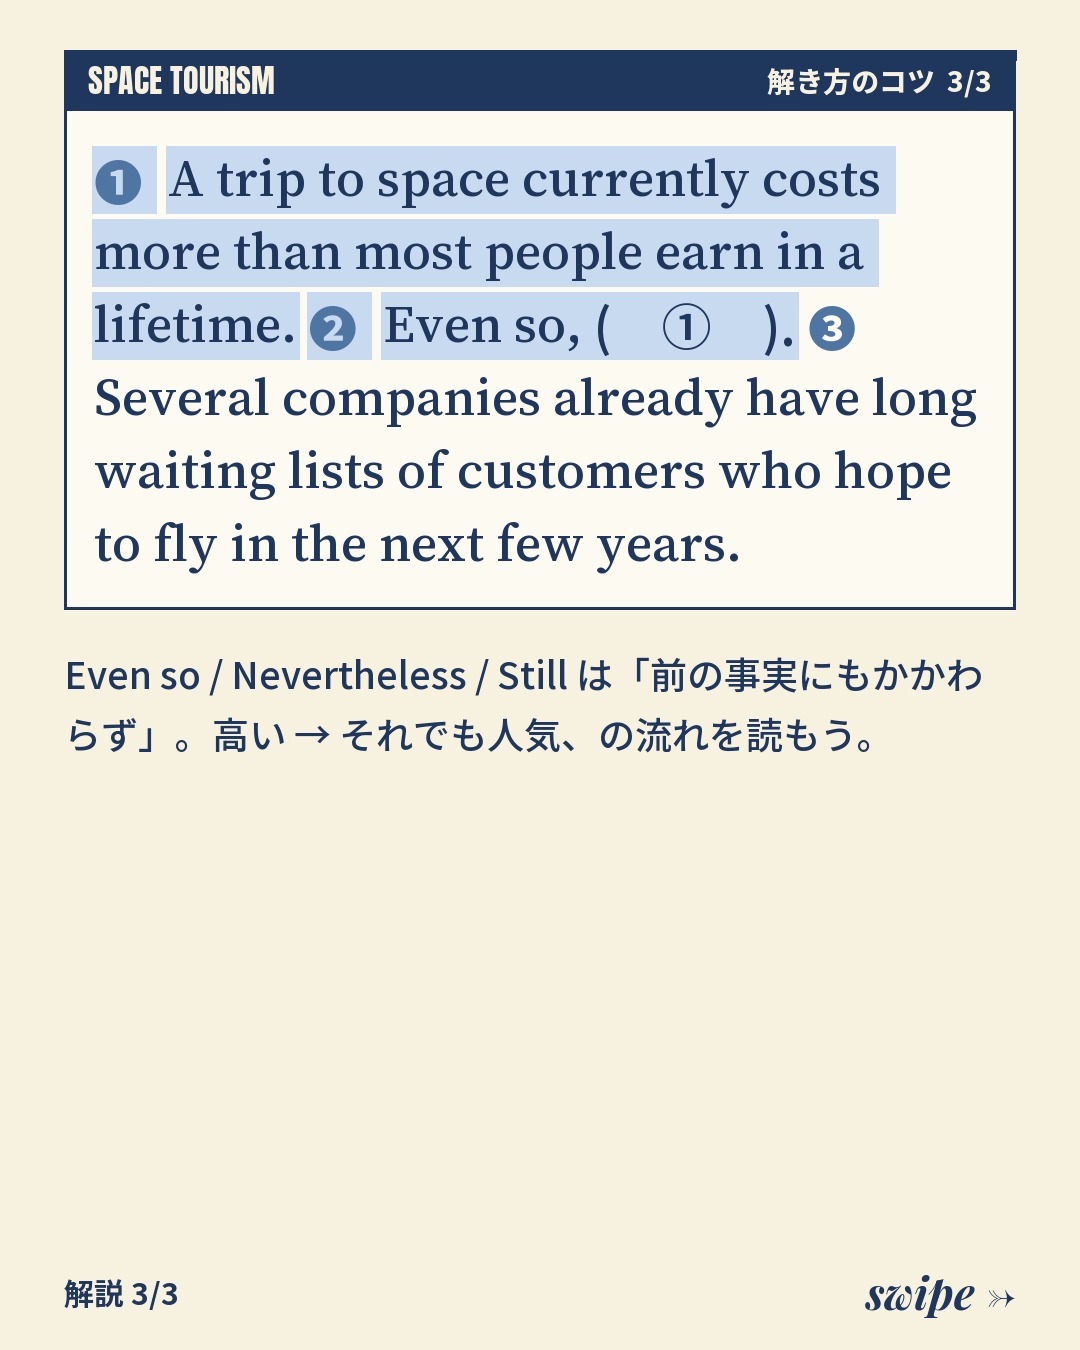 SPACE TOURISM
解き方のコツ 3/3
❶ A trip to space currently costs
more than most people earn in a
lifetime. ❷ Even so, ( ① ). ❸
Several companies already have long
waiting lists of customers who hope
to fly in the next few years.
Even so / Nevertheless / Still は「前の事実にもかかわ
らず」。高い → それでも人気、の流れを読もう。
解説 3/3
swipe